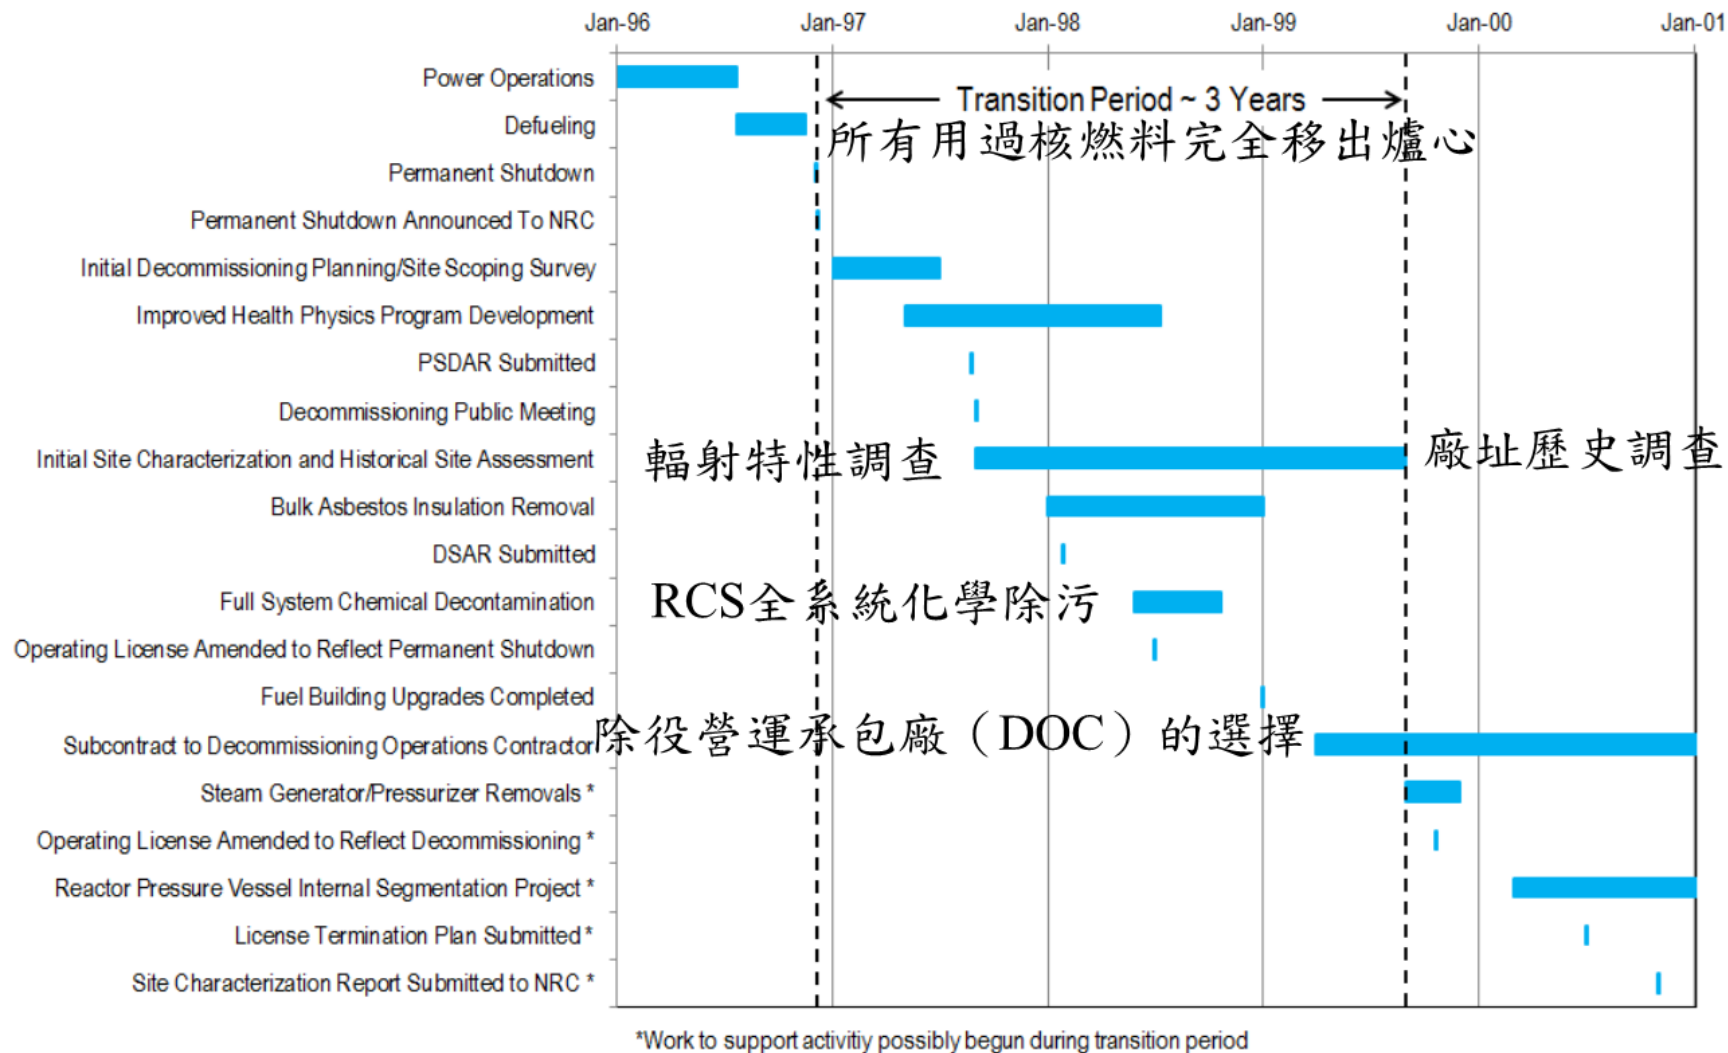 Jan-96 Jan-97 Jan-98 Jan-99 Jan-00 Jan-01
Power Operations
Transition Period ~ 3 Years
Defueling
所有用過核燃料完全移出爐心
Permanent Shutdown
Permanent Shutdown Announced To NRC
Initial Decommissioning Planning/Site Scoping Survey
Improved Health Physics Program Development
PSDAR Submitted
Decommissioning Public Meeting
Initial Site Characterization and Historical Site Assessment
輻射特性調查
廠址歷史調查
Bulk Asbestos Insulation Removal
DSAR Submitted
Full System Chemical Decontamination
RCS全系統化學除污
Operating License Amended to Reflect Permanent Shutdown
Fuel Building Upgrades Completed
Subcontract to Decommissioning Operations Contractor
除役營運承包廠（DOC）的選擇
Steam Generator/Pressurizer Removals *
Operating License Amended to Reflect Decommissioning *
Reactor Pressure Vessel Internal Segmentation Project *
License Termination Plan Submitted *
Site Characterization Report Submitted to NRC *
*Work to support activitiy possibly begun during transition period